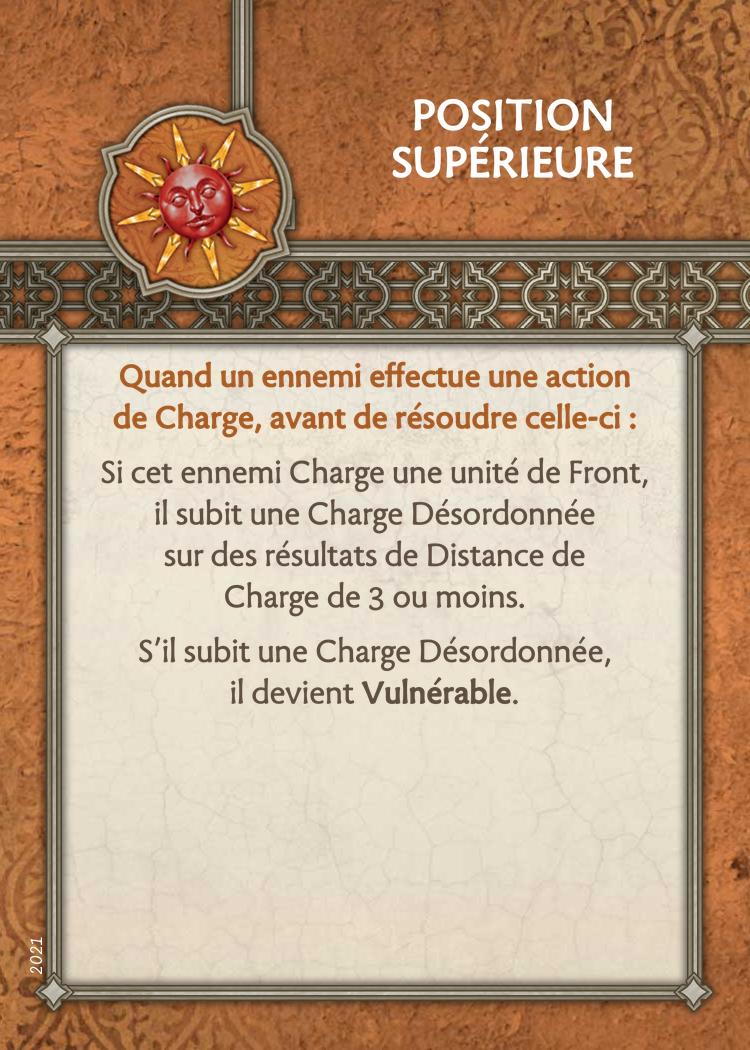 POSITION
SUPÉRIEURE
Quand un ennemi effectue une action
de Charge, avant de résoudre celle-ci :
Si cet ennemi Charge une unité de Front,
il subit une Charge Désordonnée
sur des résultats de Distance de
Charge de 3 ou moins.
S'il subit une Charge Désordonnée,
il devient Vulnérable.
2021